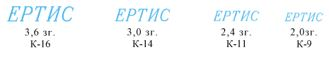 ЕРТИС ЕРТИС ЕРТИС ЕРТИС
3,6 зг. 3,0 зг. 2,4 зг. 2,0зг.
К-16 К-14 К-11 К-9